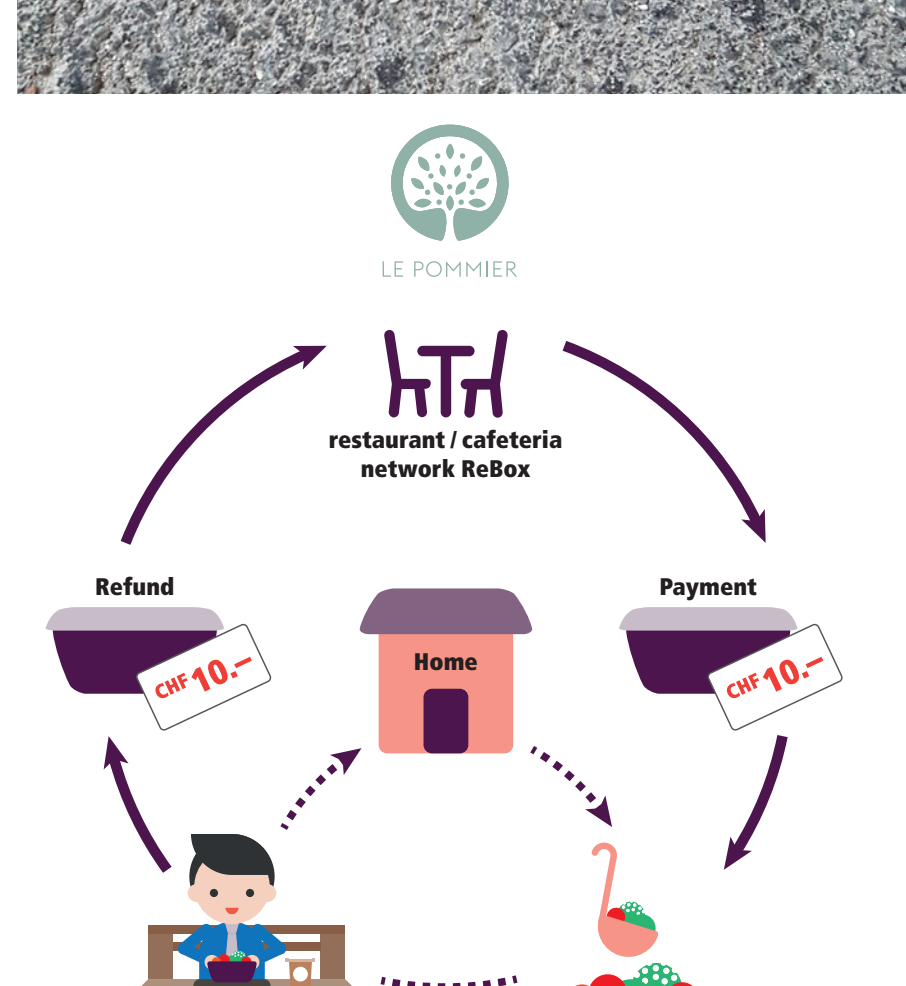 LE POMMIER
restaurant / cafeteria
network ReBox
Refund
Payment
Home
CHF 10.–
CHF 10.–